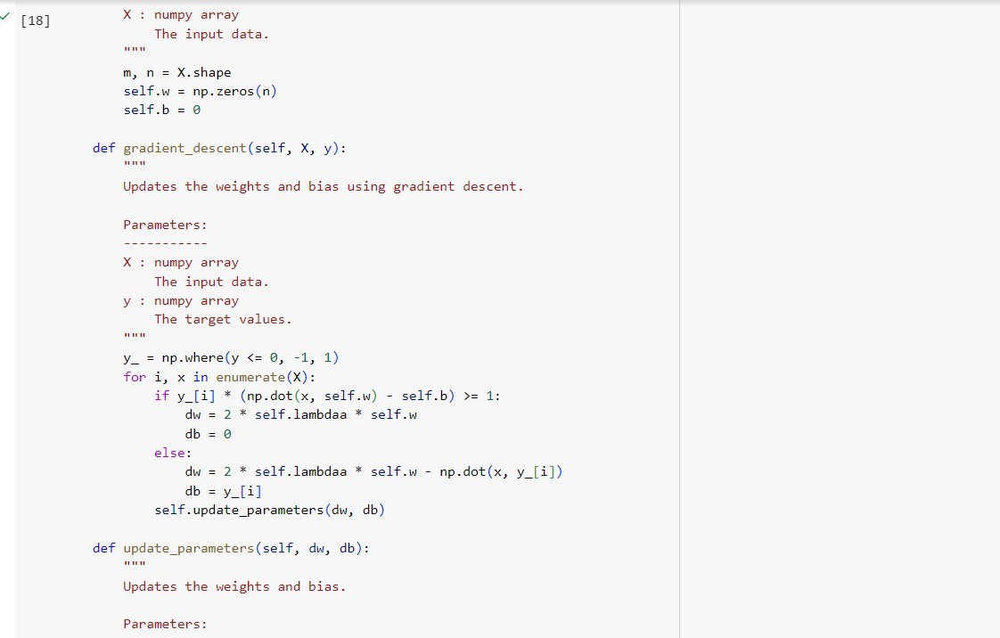 [18]
X : numpy array
The input data.
"""
m, n = X.shape
self.w = np.zeros(n)
self.b = 0
def gradient_descent(self, X, y):
"""
Updates the weights and bias using gradient descent.
Parameters:
-----------
X : numpy array
The input data.
y : numpy array
The target values.
"""
y_ = np.where(y <= 0, -1, 1)
for i, x in enumerate(X):
if y_[i] * (np.dot(x, self.w) - self.b) >= 1:
dw = 2 * self.lambdaa * self.w
db = 0
else:
dw = 2 * self.lambdaa * self.w - np.dot(x, y_[i])
db = y_[i]
self.update_parameters(dw, db)
def update_parameters(self, dw, db):
"""
Updates the weights and bias.
Parameters: